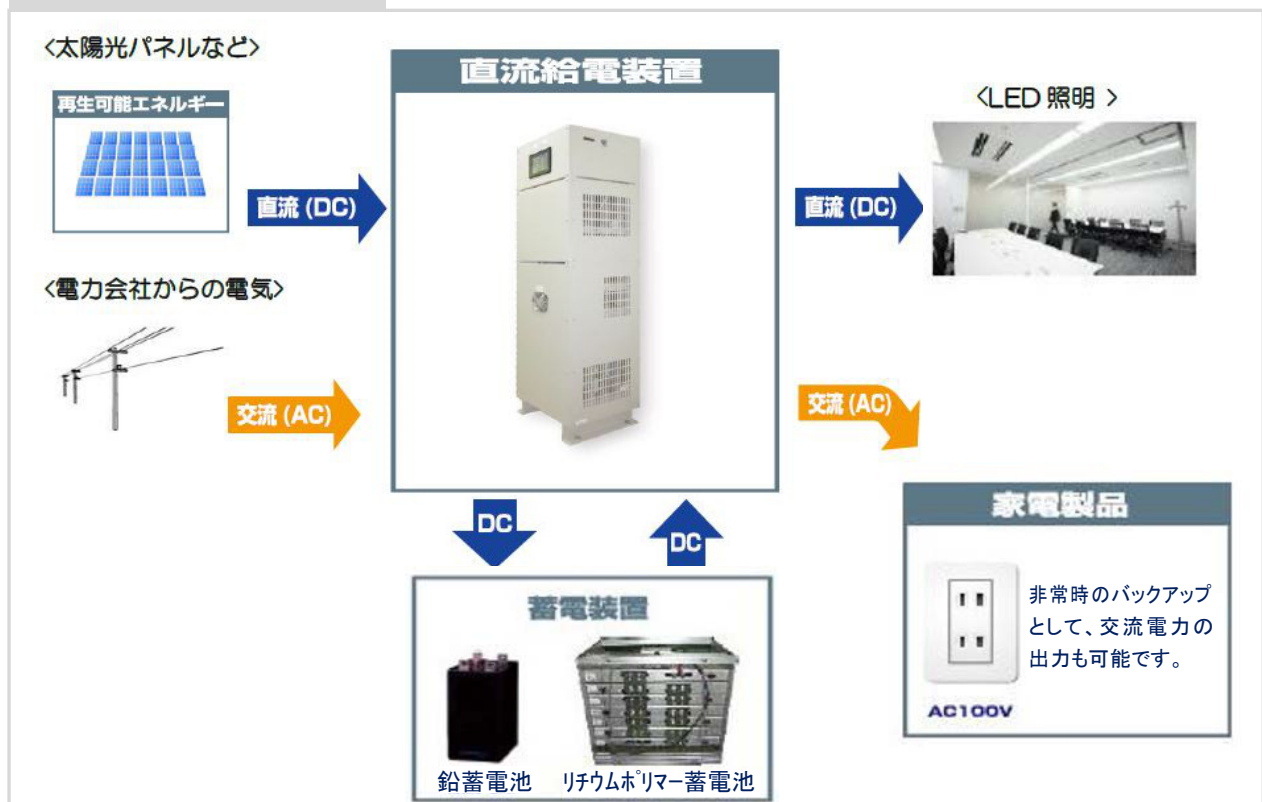 〈太陽光パネルなど〉
再生可能エネルギー
直流 (DC)
〈電力会社からの電気〉
交流 (AC)
直流給電装置
直流 (DC)
〈LED 照明 〉
交流 (AC)
DC
DC
蓄電装置
鉛蓄電池
リチウムポリマー蓄電池
家電製品
非常時のバックアップ
として、交流電力の
出力も可能です。
AC100V